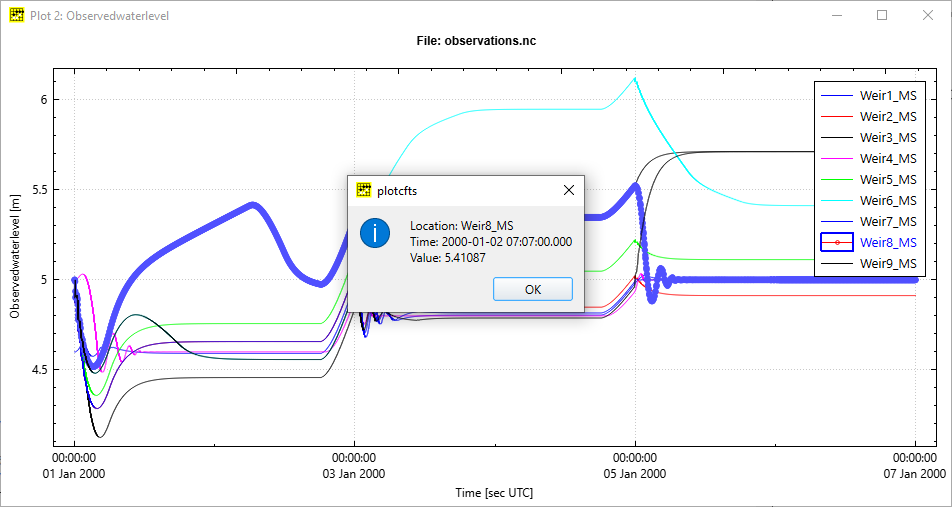 Plot 2: Observedwaterlevel
File: observations.nc
Observedwaterlevel [m]
6
5.5
5
4.5
Weir1_MS
Weir2_MS
Weir3_MS
Weir4_MS
Weir5_MS
Weir6_MS
Weir7_MS
Weir8_MS
Weir9_MS
plotcfts
Location: Weir8_MS
Time: 2000-01-02 07:07:00.000
Value: 5.41087
OK
00:00:00 00:00:00 00:00:00 00:00:00
01 Jan 2000 03 Jan 2000 05 Jan 2000 07 Jan 2000
Time [sec UTC]